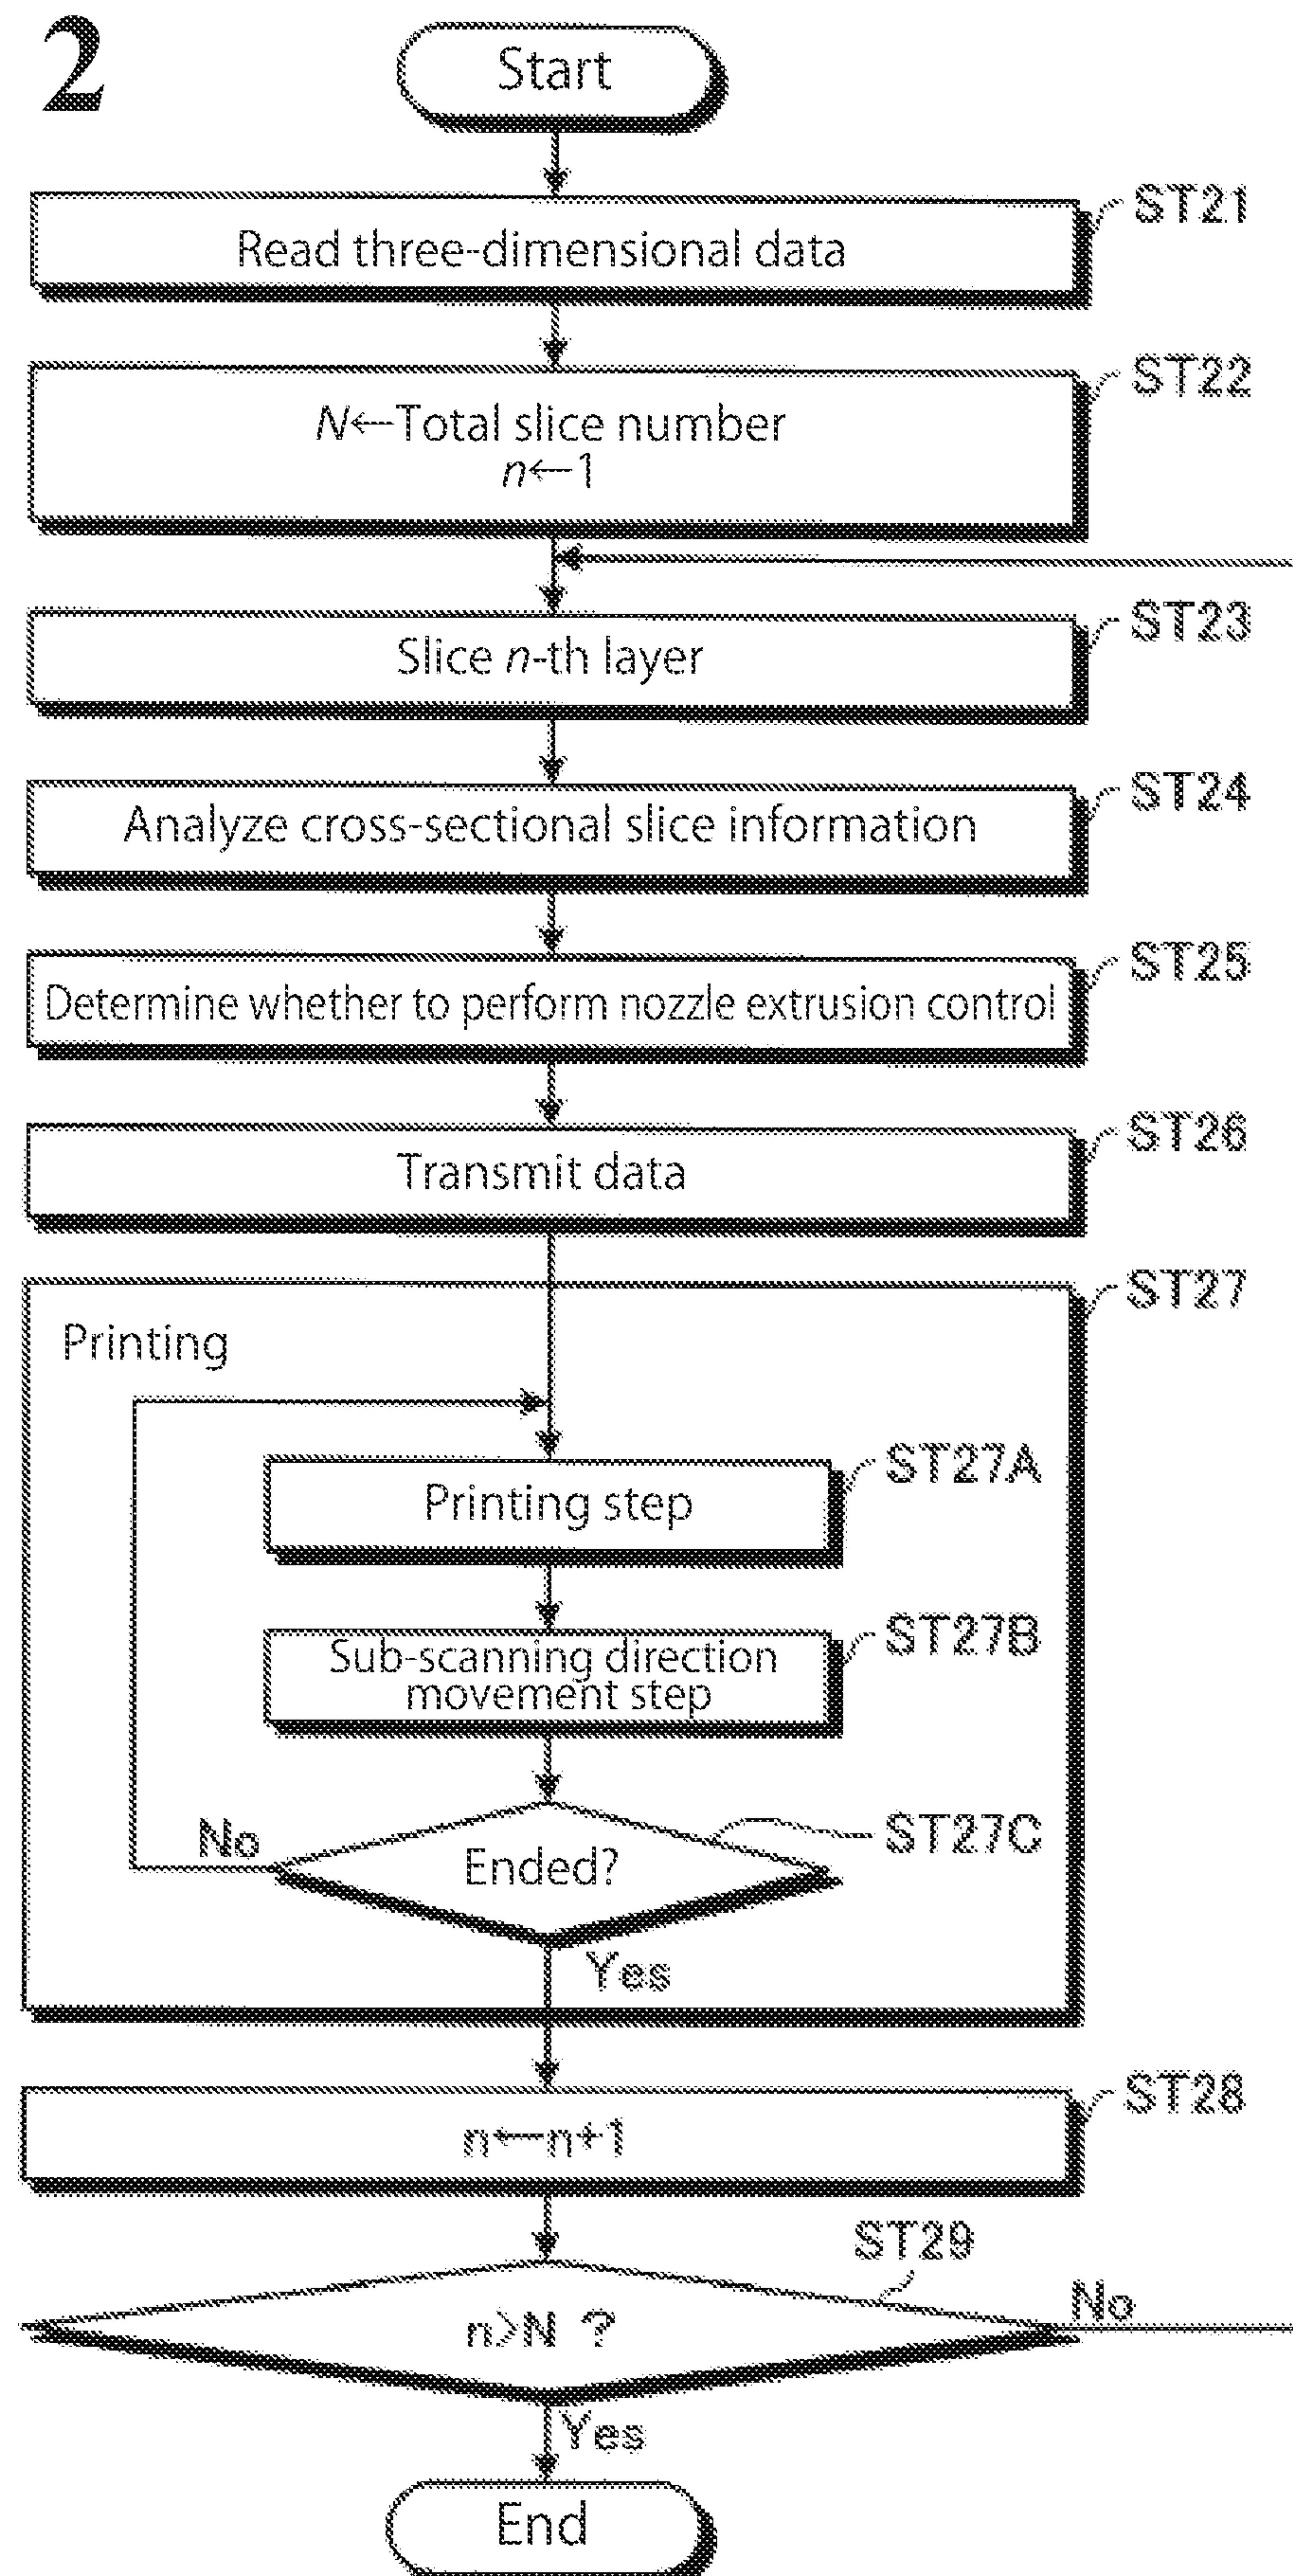 2
Start
Read three-dimensional data
ST21
N←Total slice number
n←1
ST22
Slice n-th layer
ST23
Analyze cross-sectional slice information
ST24
Determine whether to perform nozzle extrusion control
ST25
Transmit data
ST26
Printing
ST27
Printing step
ST27A
Sub-scanning direction
movement step
ST27B
Ended?
ST27C
No
Yes
n←n+1
ST28
n>N ?
ST29
No
Yes
End